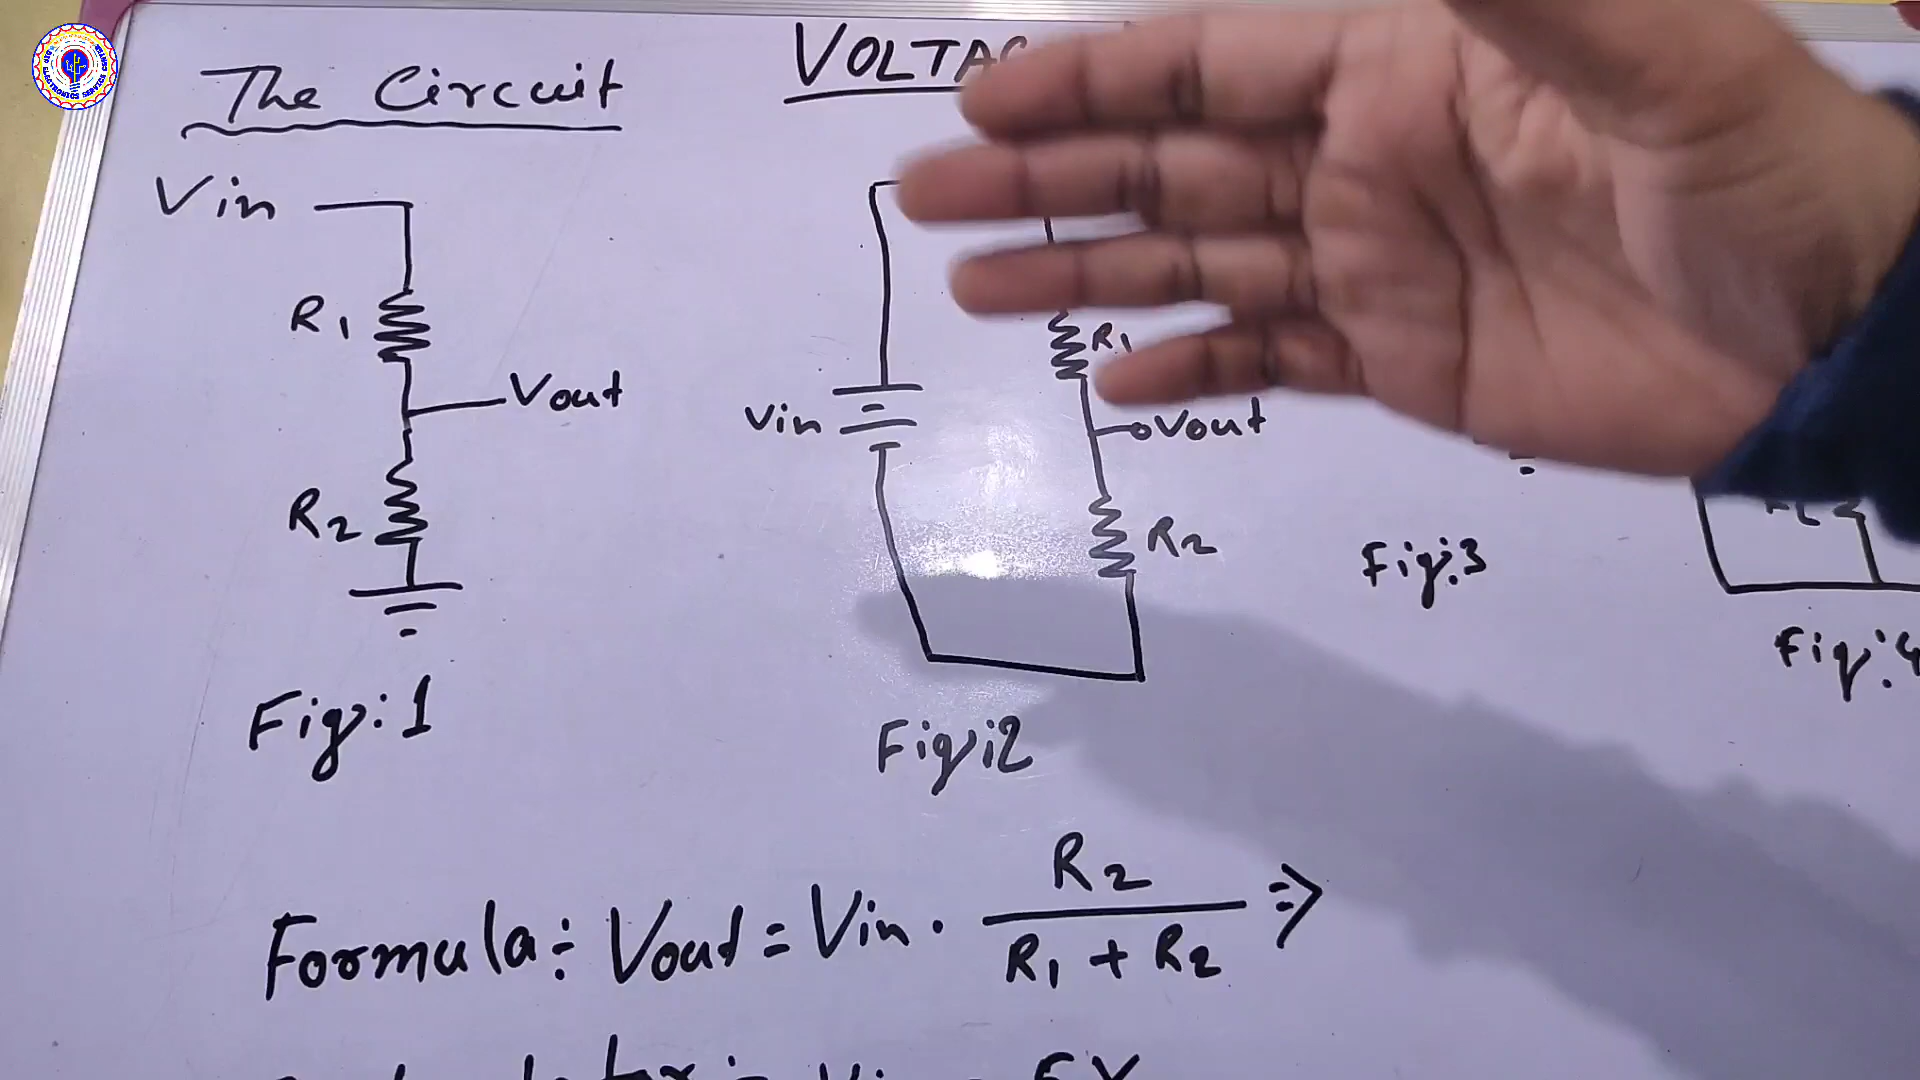 The Circuit
Vin
R1
Vout
R2
Fig:1
Vin
R1
Vout
R2
Fig:2
Fig:3
Fig:4
Formula ÷ Vout = Vin . R2 / R1 + R2 ⇒